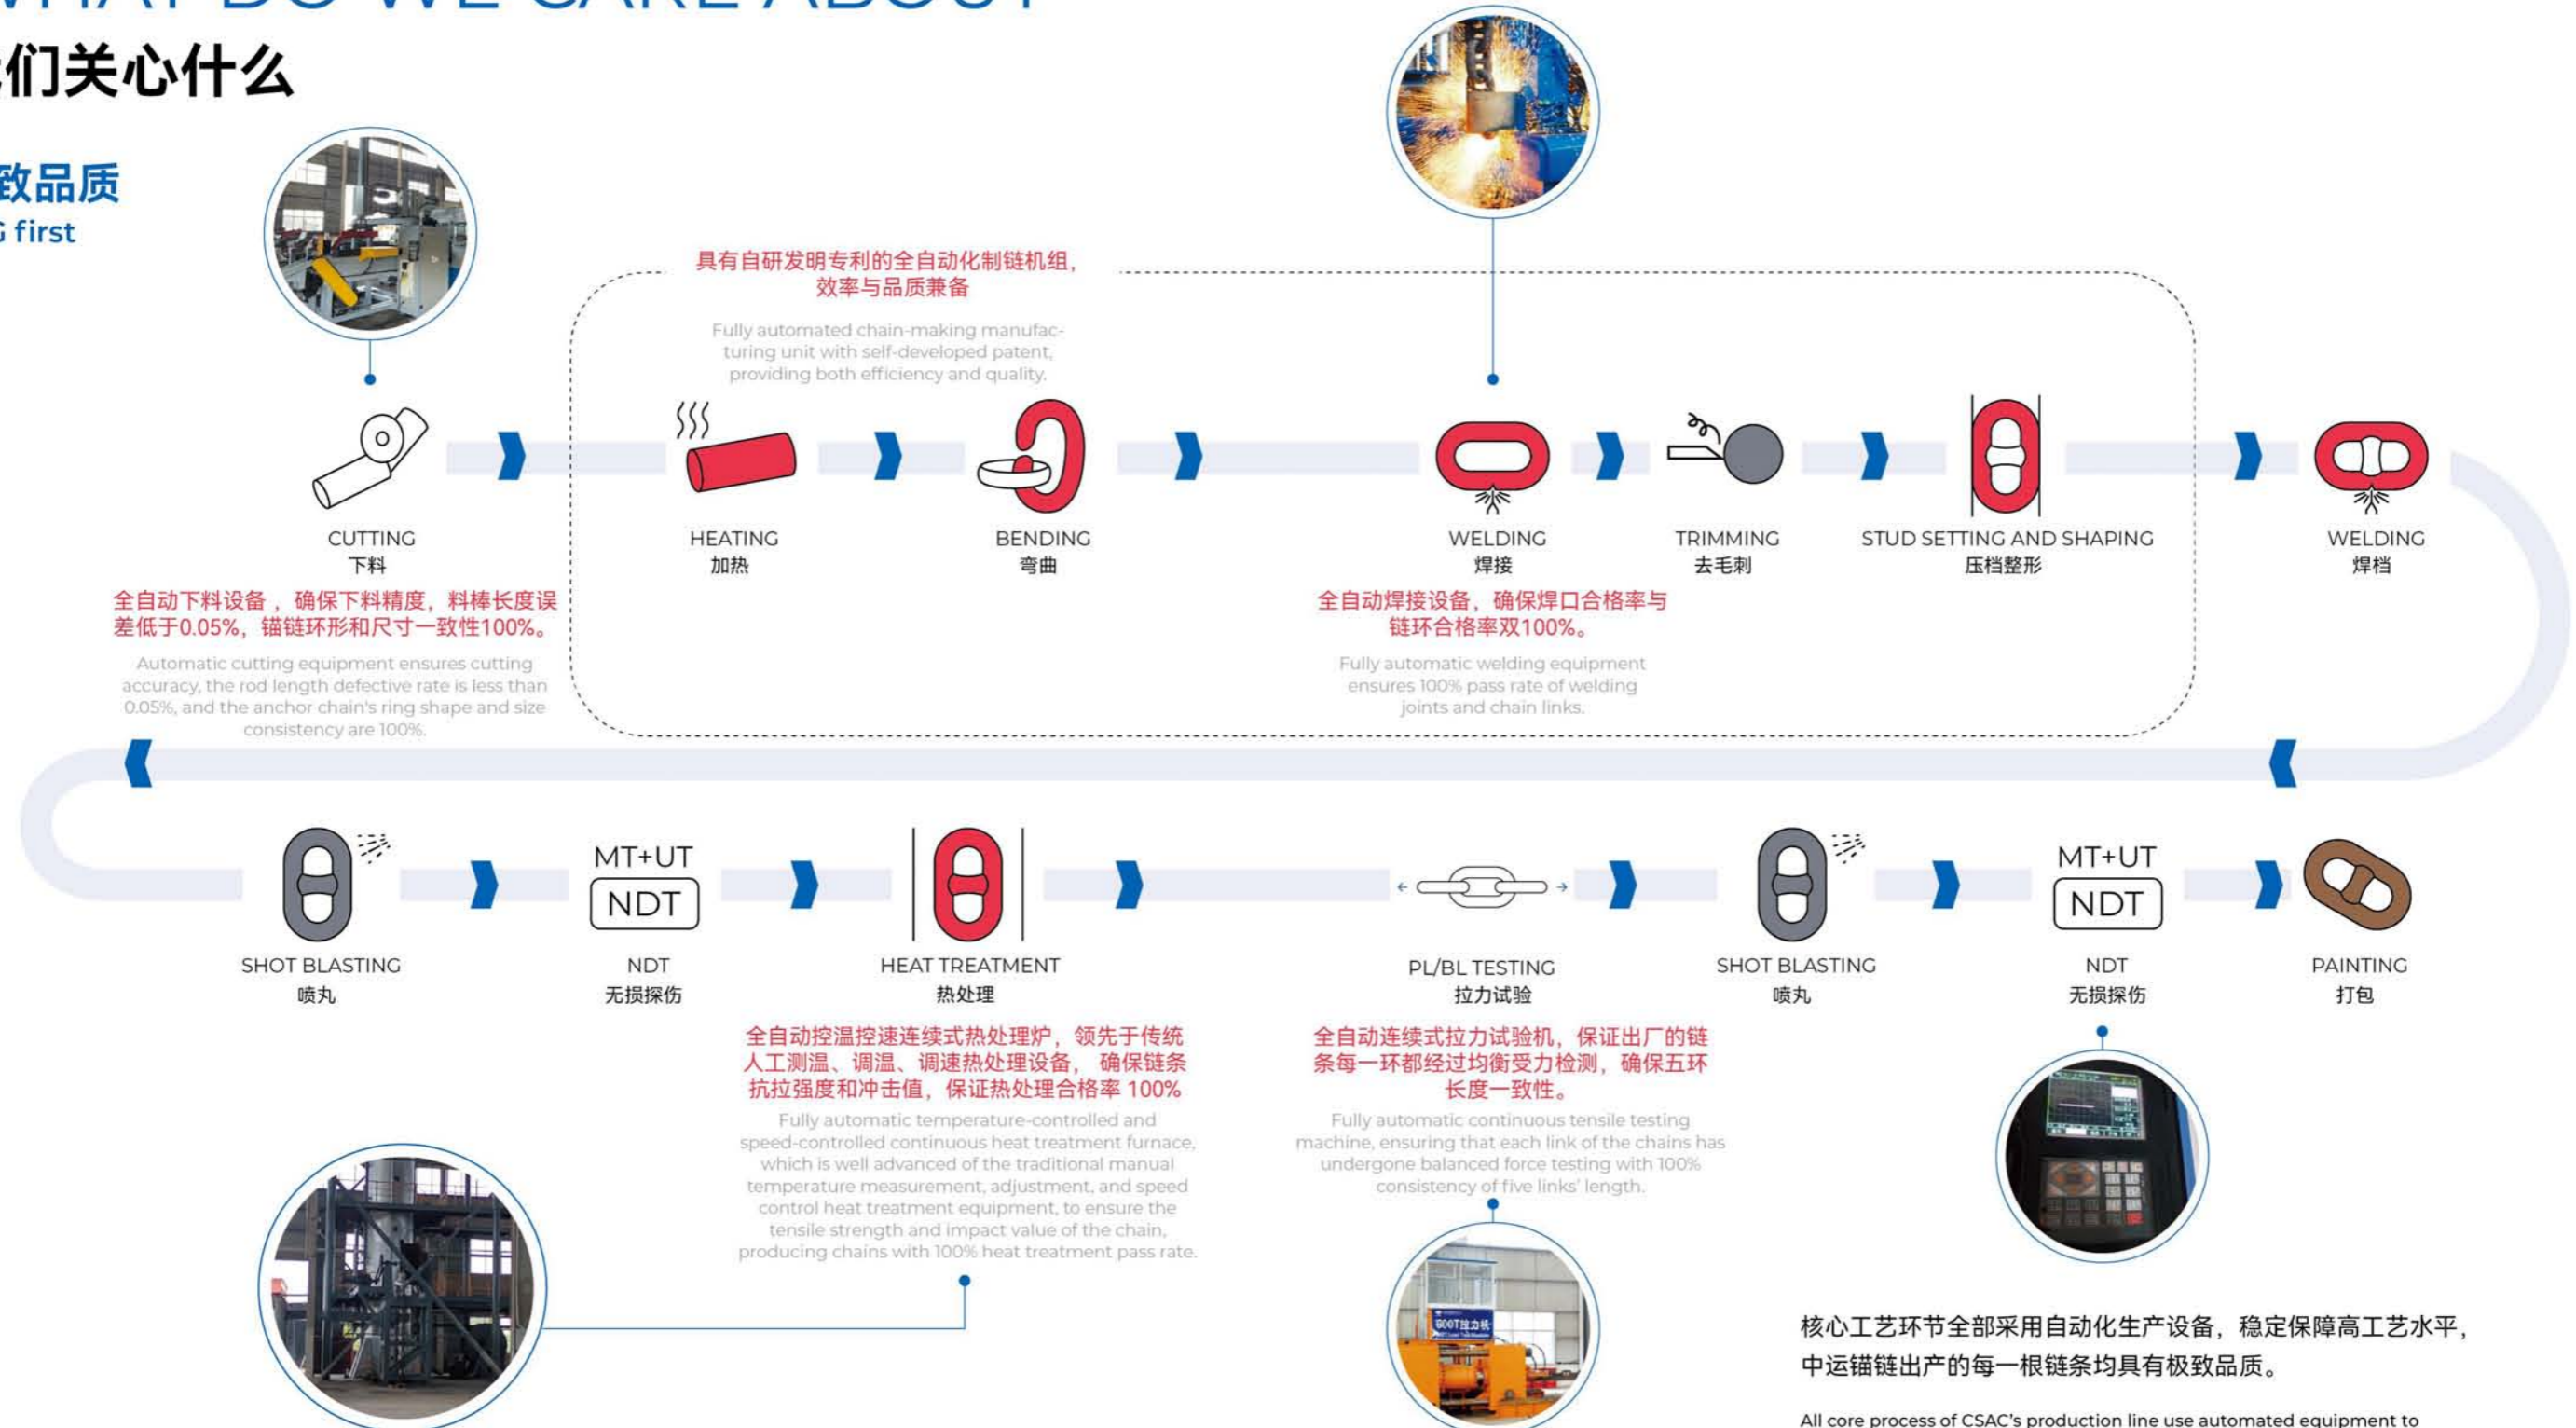 WHAT DO WE CARE ABOUT
们关心什么
致品质
G first
具有自研发明专利的全自动化制链机组，
效率与品质兼备
Fully automated chain-making manufac-
turing unit with self-developed patent,
providing both efficiency and quality.
CUTTING
下料
全自动下料设备 ，确保下料精度，料棒长度误
差低于0.05%，锚链环形和尺寸一致性100%。
Automatic cutting equipment ensures cutting
accuracy, the rod length defective rate is less than
0.05%, and the anchor chain's ring shape and size
consistency are 100%.
HEATING
加热
BENDING
弯曲
WELDING
焊接
全自动焊接设备，确保焊口合格率与
链环合格率双100%。
Fully automatic welding equipment
ensures 100% pass rate of welding
joints and chain links.
TRIMMING
去毛刺
STUD SETTING AND SHAPING
压档整形
WELDING
焊档
SHOT BLASTING
喷丸
MT+UT
NDT
NDT
无损探伤
HEAT TREATMENT
热处理
全自动控温控速连续式热处理炉，领先于传统
人工测温、调温、调速热处理设备， 确保链条
抗拉强度和冲击值，保证热处理合格率 100%
Fully automatic temperature-controlled and
speed-controlled continuous heat treatment furnace,
which is well advanced of the traditional manual
temperature measurement, adjustment, and speed
control heat treatment equipment, to ensure the
tensile strength and impact value of the chain,
producing chains with 100% heat treatment pass rate.
PL/BL TESTING
拉力试验
全自动连续式拉力试验机，保证出厂的链
条每一环都经过均衡受力检测，确保五环
长度一致性。
Fully automatic continuous tensile testing
machine, ensuring that each link of the chains has
undergone balanced force testing with 100%
consistency of five links' length.
600T拉力机
SHOT BLASTING
喷丸
MT+UT
NDT
NDT
无损探伤
PAINTING
打包
核心工艺环节全部采用自动化生产设备，稳定保障高工艺水平，
中运锚链出产的每一根链条均具有极致品质。
All core process of CSAC's production line use automated equipment to